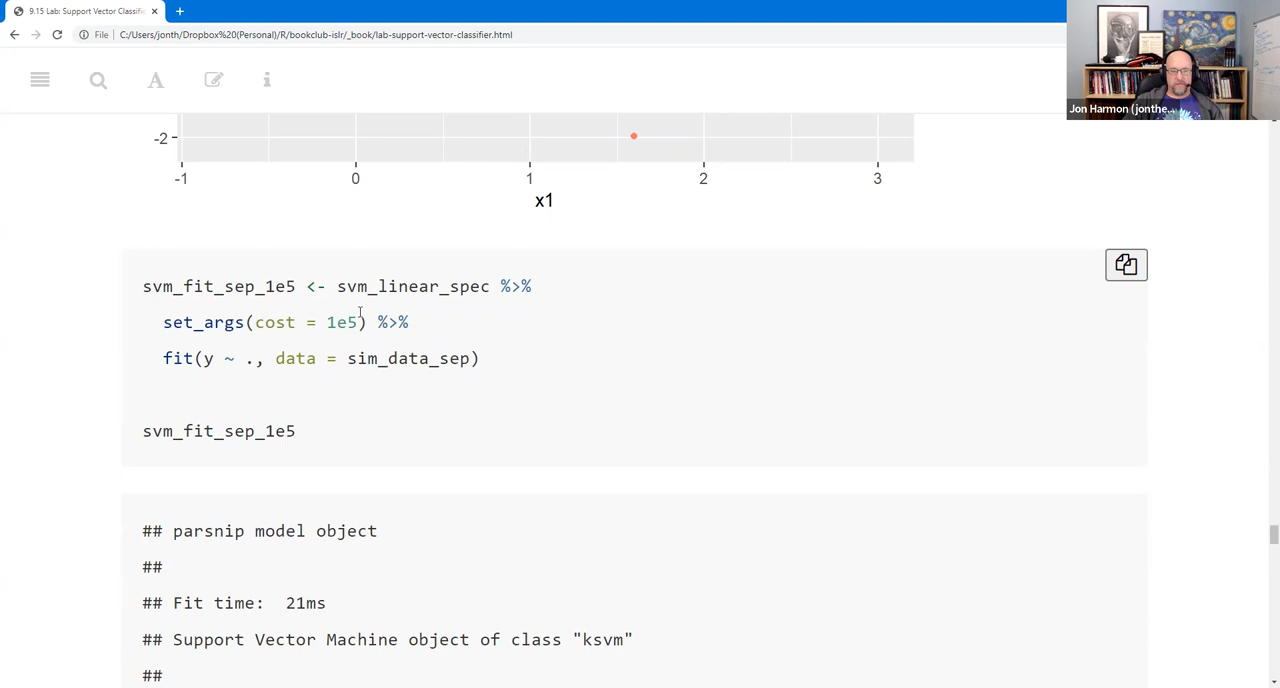 9.15 Lab: Support Vector Classifi
File
C:/Users/jonth/Dropbox%20(Personal)/R/bookclub-islr/_book/lab-support-vector-classifier.html
Jon Harmon (jonthe...
-2
-1 0 1 2 3
x1
svm_fit_sep_1e5 <- svm_linear_spec %>%
set_args(cost = 1e5) %>%
fit(y ~ ., data = sim_data_sep)
svm_fit_sep_1e5
## parsnip model object
##
## Fit time:  21ms
## Support Vector Machine object of class "ksvm"
##